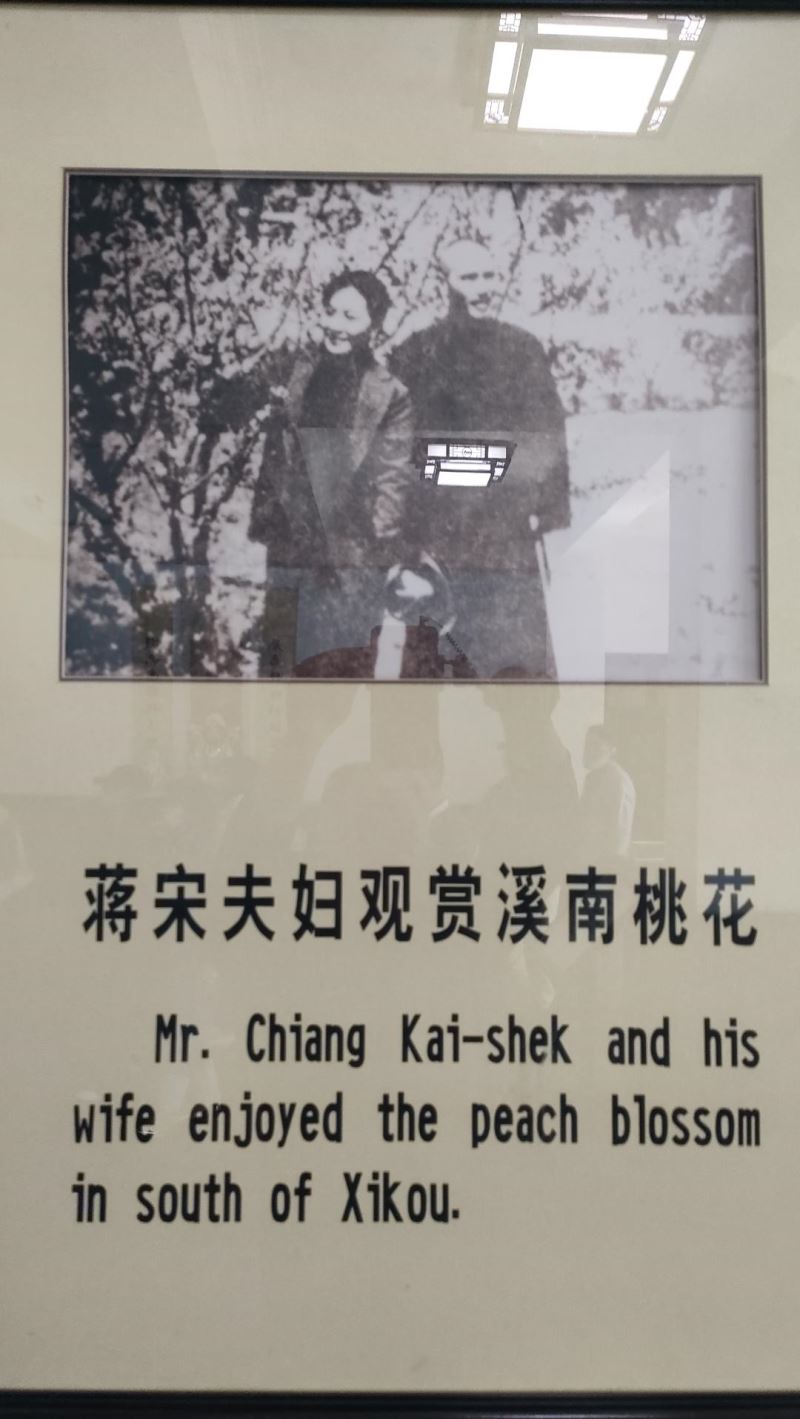 蒋宋夫妇观赏溪南桃花
Mr. Chiang Kai-shek and his
wife enjoyed the peach blossom
in south of Xikou.